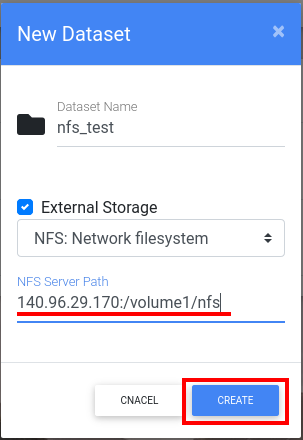 New Dataset ×
Dataset Name
nfs_test
External Storage
NFS: Network filesystem
NFS Server Path
140.96.29.170:/volume1/nfs
CNACEL CREATE